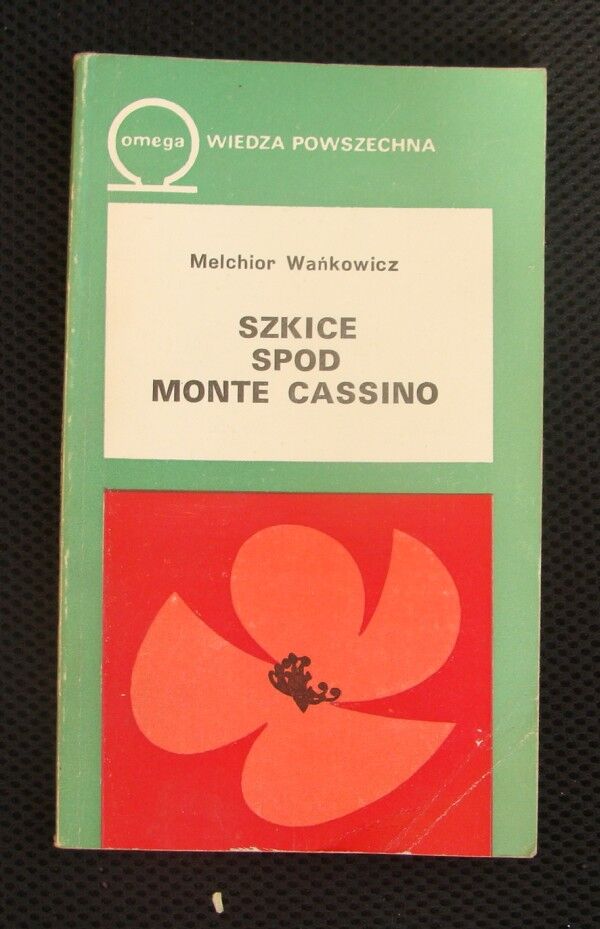 omega WIEDZA POWSZECHNA
Melchior Wańkowicz
SZKICE
SPOD
MONTE CASSINO